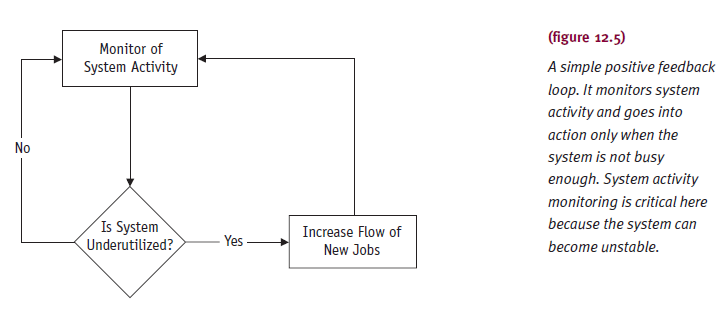 Monitor of
System Activity
No
Is System
Underutilized?
Yes
Increase Flow of
New Jobs
(figure 12.5)
A simple positive feedback
loop. It monitors system
activity and goes into
action only when the
system is not busy
enough. System activity
monitoring is critical here
because the system can
become unstable.